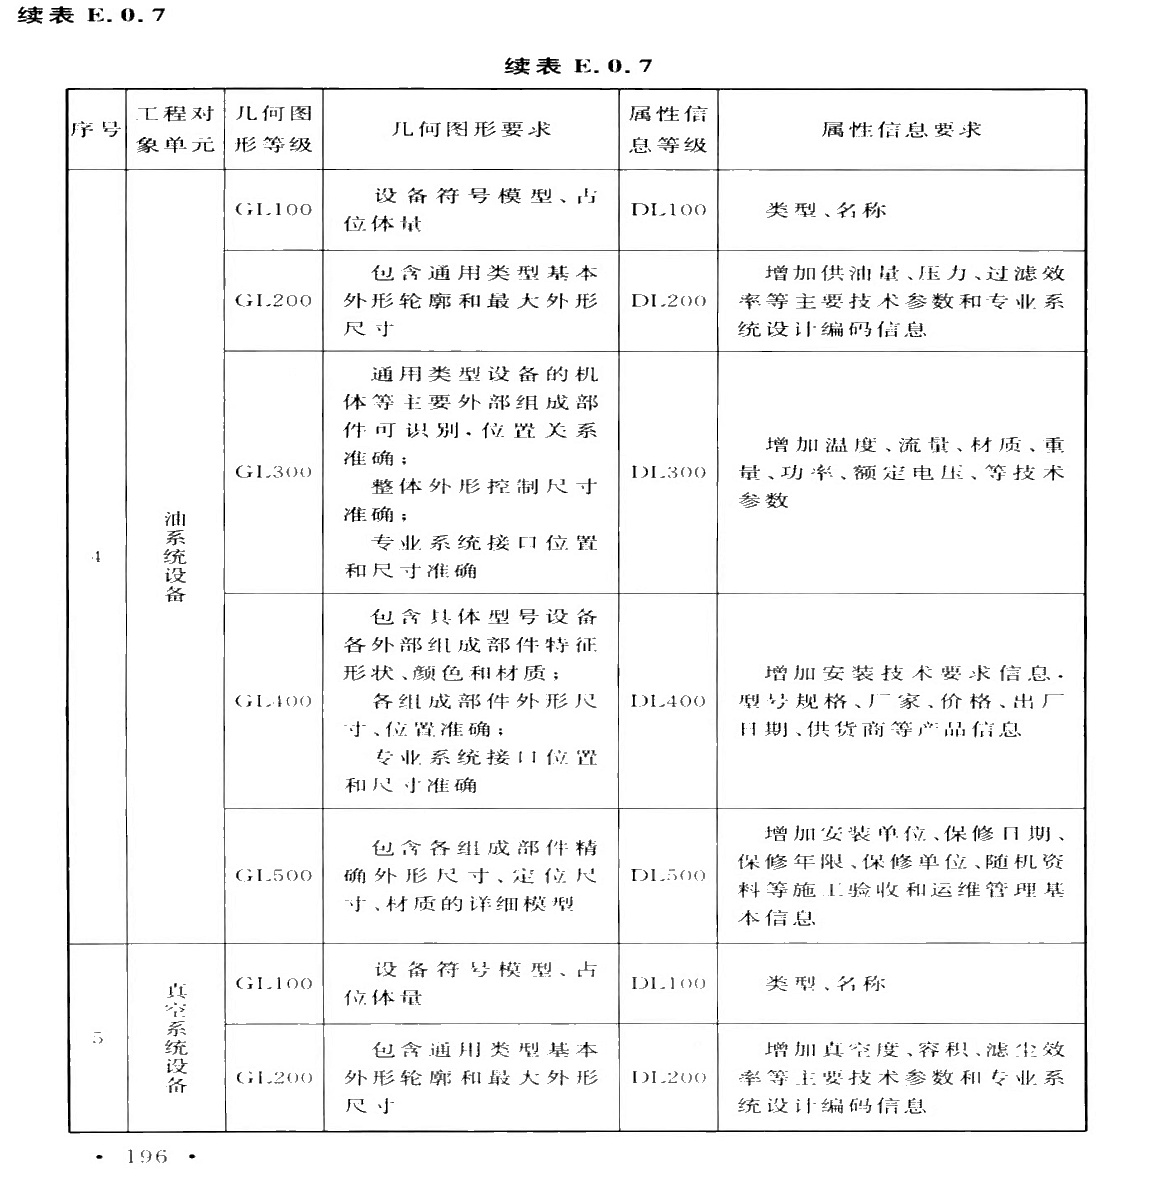 续表 E.0.7
续表 E.0.7
序号
工程对
象单元
几何图
形等级
几何图形要求
属性信
息等级
属性信息要求
4
油系统设备
GL100
设备符号模型、占
位体量
DL100
类型、名称
GL200
包含通用类型基本
外形轮廓和最大外形
尺寸
DL200
增加供油量、压力、过滤效
率等主要技术参数和专业系
统设计编码信息
GL300
通用类型设备的机
体等主要外部组成部
件可识别,位置关系
准确;
整体外形控制尺寸
准确;
专业系统接口位置
和尺寸准确
DL300
增加温度、流量、材质、重
量、功率、额定电压、等技术
参数
GL400
包含具体型号设备
各外部组成部件特征
形状、颜色和材质;
各组成部件外形尺
寸、位置准确;
专业系统接口位置
和尺寸准确
DL400
增加安装技术要求信息,
型号规格、厂家、价格、出厂
日期、供货商等产品信息
GL500
包含各组成部件精
确外形尺寸、定位尺
寸、材质的详细模型
DL500
增加安装单位、保修日期、
保修年限、保修单位、随机资
料等施工验收和运维管理基
本信息
5
真空系统设备
GL100
设备符号模型、占
位体量
DL100
类型、名称
GL200
包含通用类型基本
外形轮廓和最大外形
尺寸
DL200
增加真空度、容积、滤尘效
率等主要技术参数和专业系
统设计编码信息
• 196 •